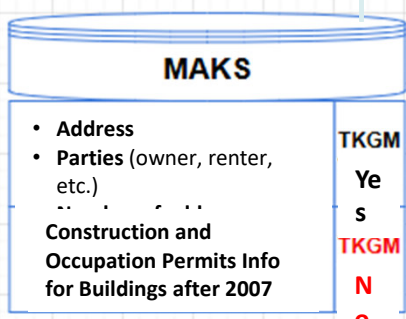 MAKS
• Address
• Parties (owner, renter,
etc.)
Construction and
Occupation Permits Info
for Buildings after 2007
TKGM
Ye
s
TKGM
N